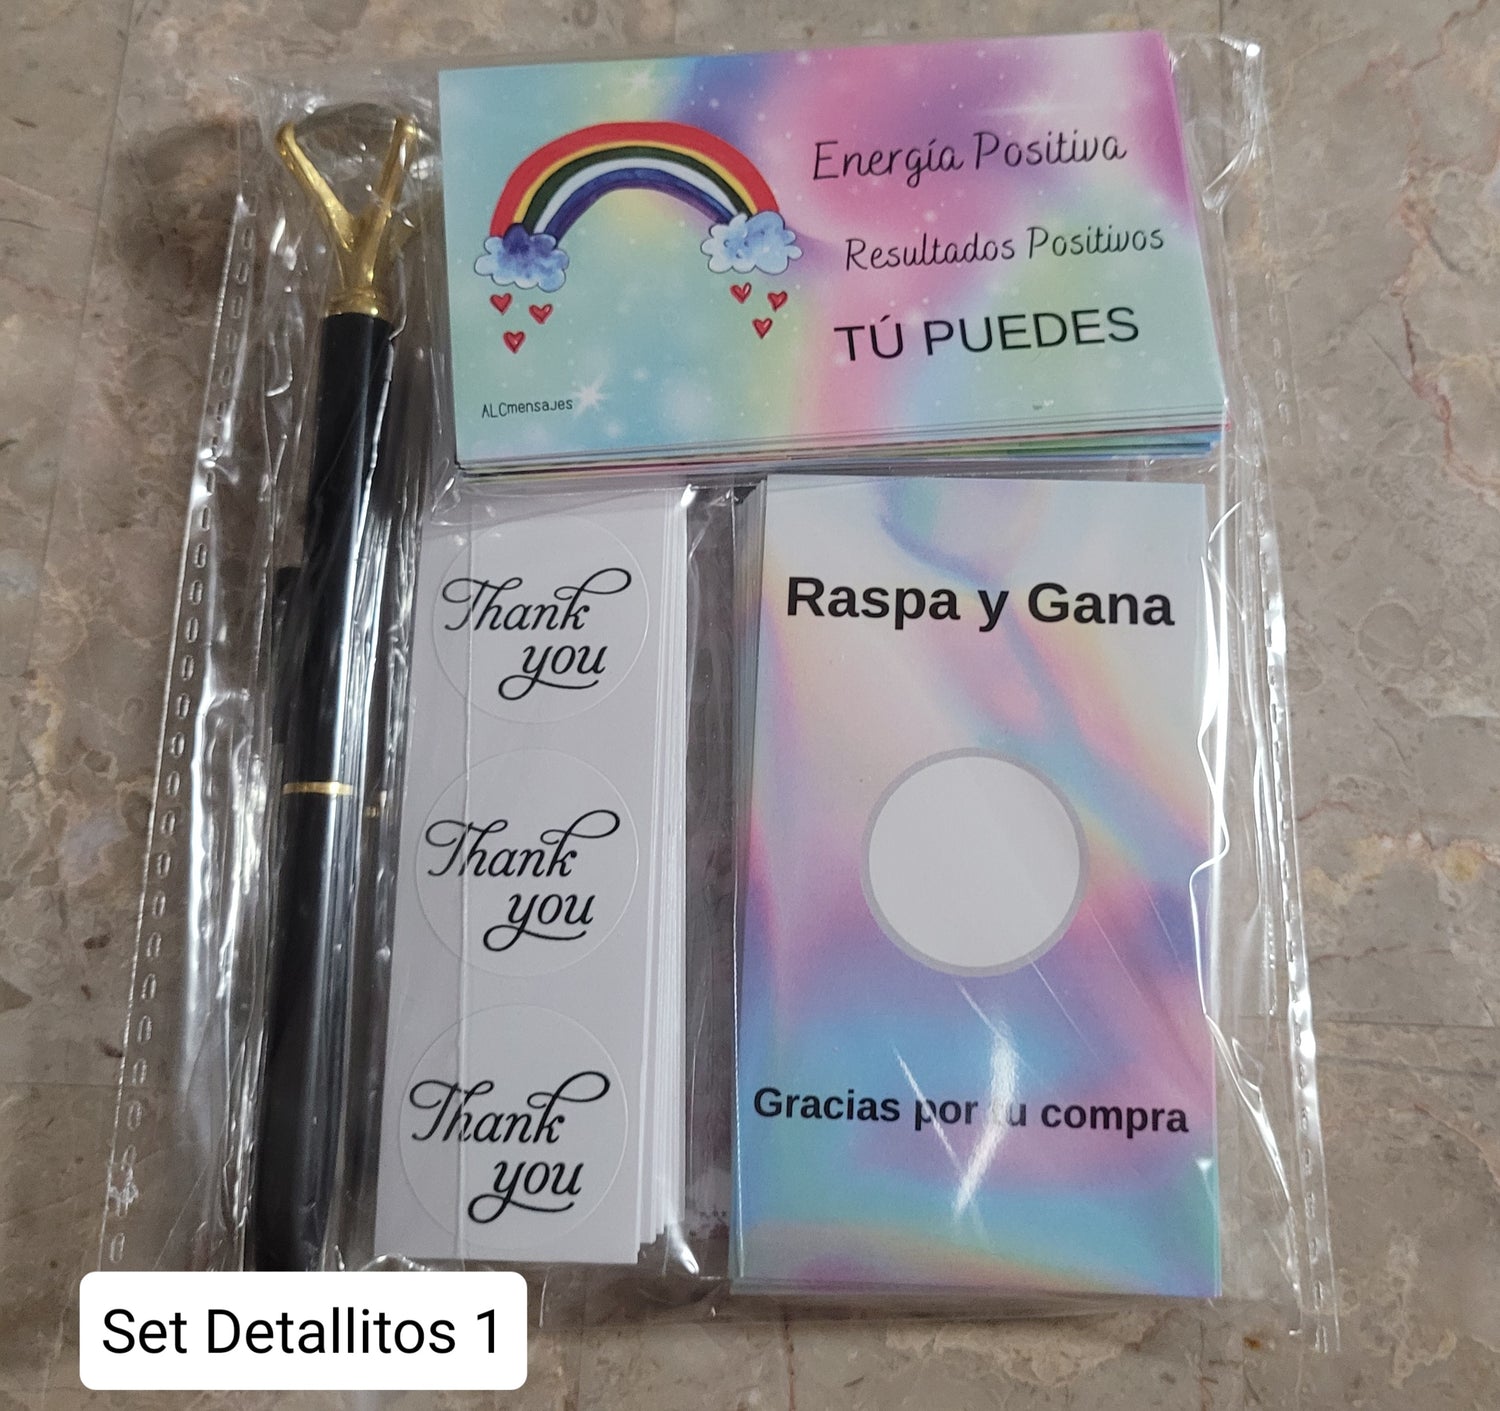 Energía Positiva
Resultados Positivos
TÚ PUEDES
ALCmensajes
Thank
you
Thank
you
Thank
you
Raspa y Gana
Gracias por tu compra
Set Detallitos 1